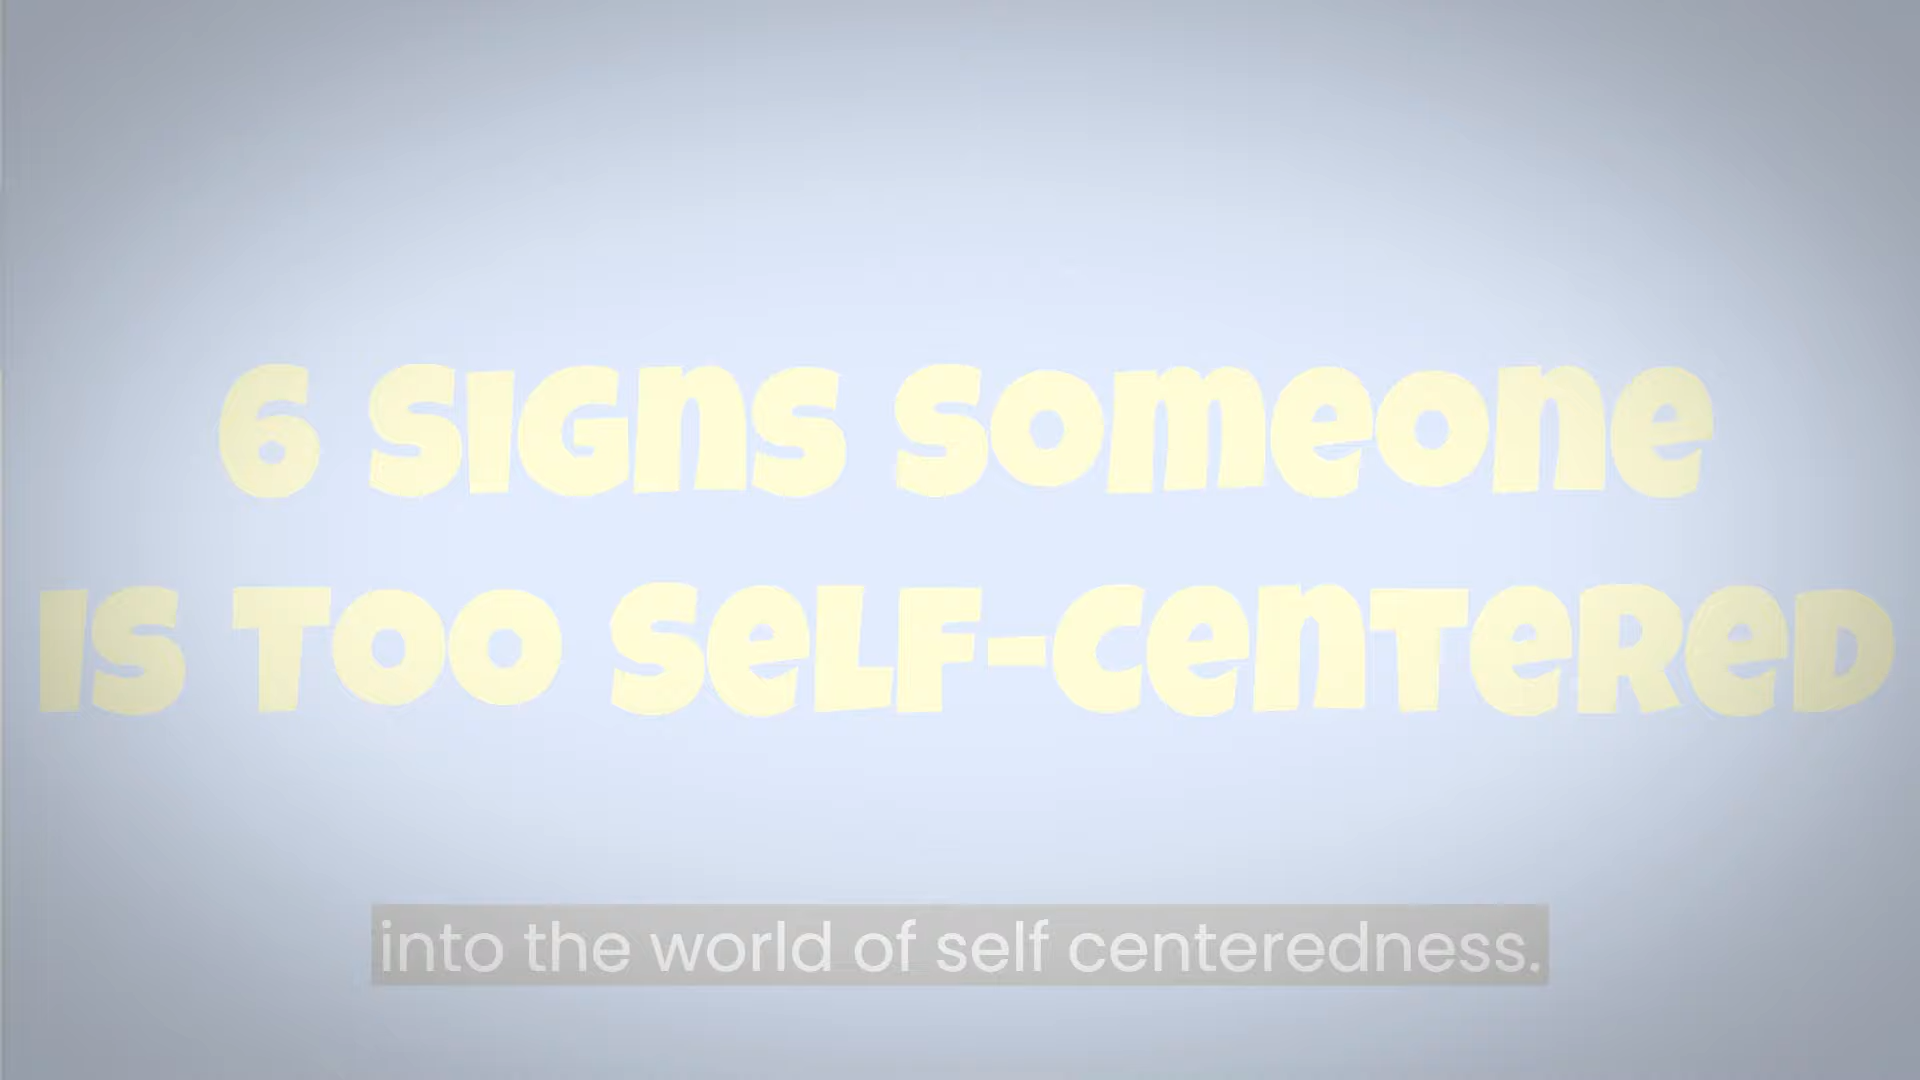 6 SIGNS SOMEONE
IS TOO SELF-CENTERED
into the world of self centeredness.